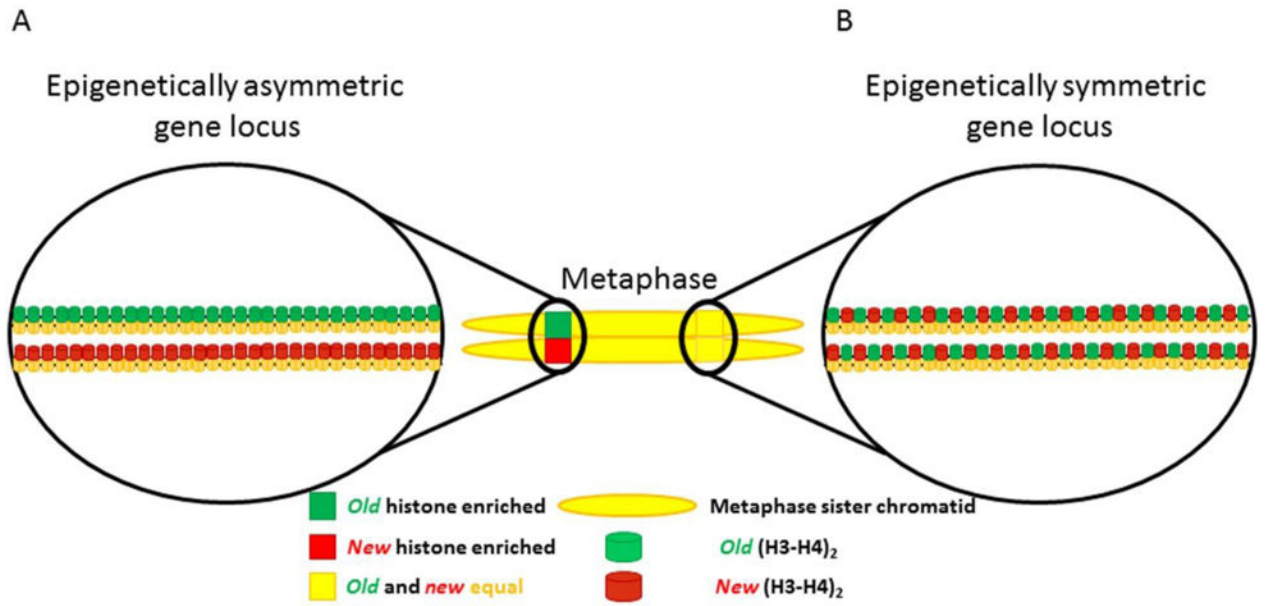 A
B
Epigenetically asymmetric
gene locus
Epigenetically symmetric
gene locus
Metaphase
Old histone enriched
Metaphase sister chromatid
New histone enriched
Old (H3-H4)₂
Old and new equal
New (H3-H4)₂